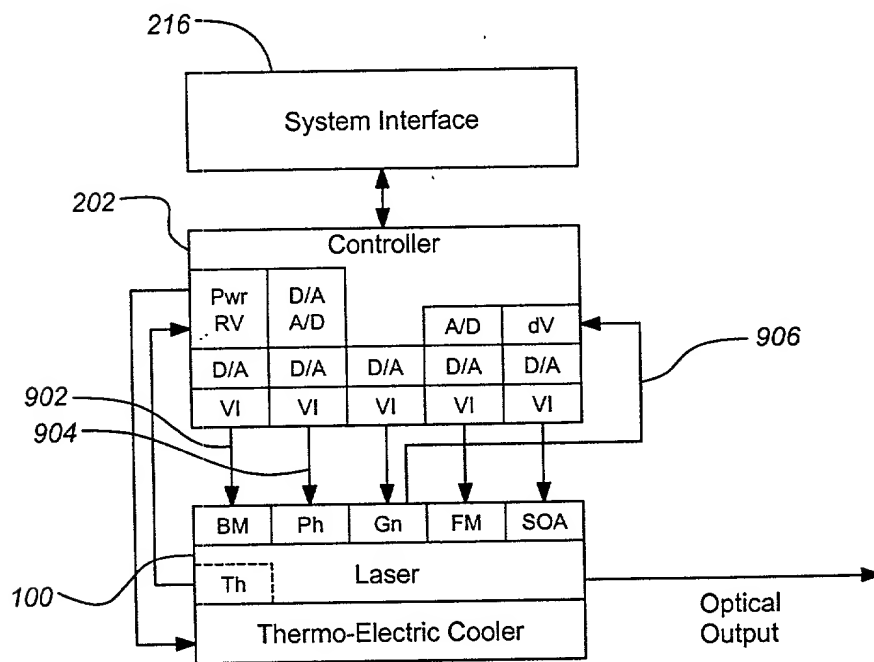 216
System Interface
202
Controller
Pwr
RV
D/A
A/D
A/D
dV
906
D/A
D/A
D/A
D/A
D/A
902
VI
VI
VI
VI
VI
904
BM
Ph
Gn
FM
SOA
Laser
Th
100
Optical
Output
Thermo-Electric Cooler